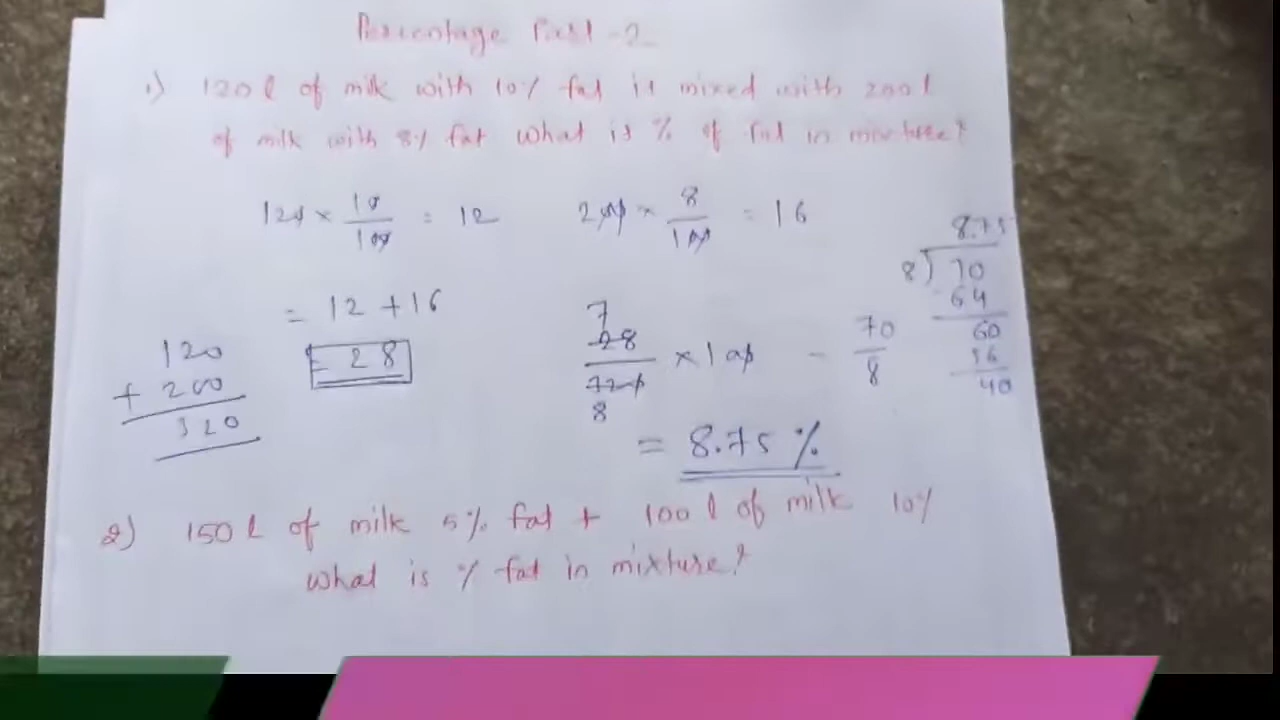 Percentage Part - 2
1) 120 l of milk with 10% fat is mixed with 200 l
of milk with 8% fat what is % of fat in mixture?
120 × 10/100 = 12
200 × 8/100 = 16
= 12 + 16
= 28
120
+ 200
320
7
28/320 × 100 - 70/8
8
= 8.75 %
8.75
8) 70
- 64
60
56
40
2) 150 l of milk 5% fat + 100 l of milk 10%
what is % fat in mixture?